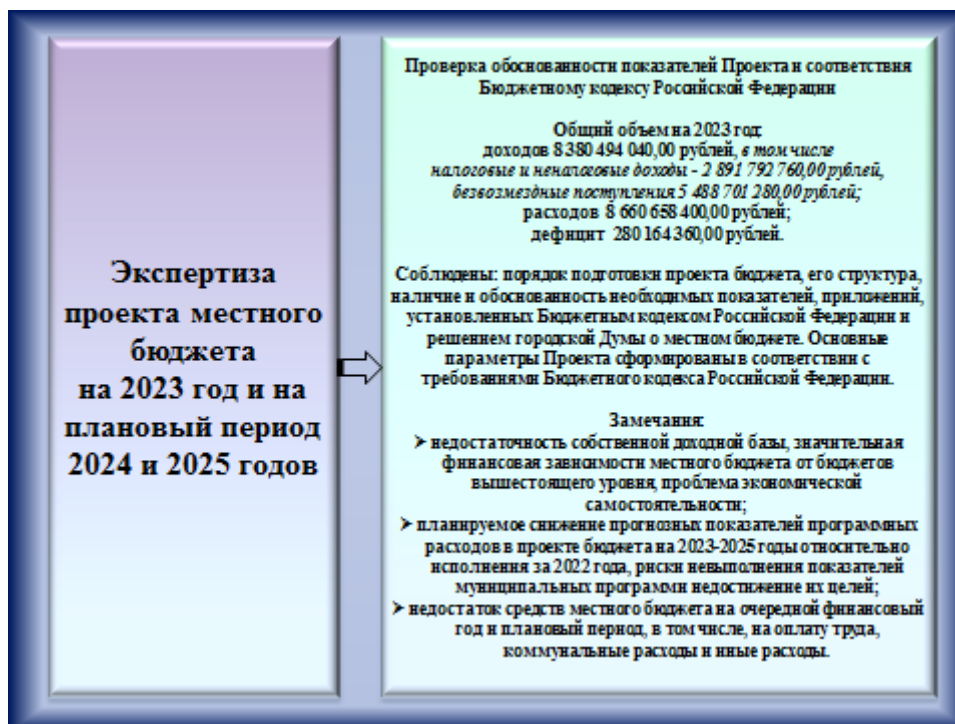 Экспертиза
проекта местного
бюджета
на 2023 год и на
плановый период
2024 и 2025 годов
Проверка обоснованности показателей Проекта и соответствия
Бюджетному кодексу Российской Федерации
Общий объем на 2023 год:
доходов 8 380 494 040,00 рублей, в том числе
налоговые и неналоговые доходы - 2 891 792 760,00 рублей,
безвозмездные поступления 5 488 701 280,00 рублей;
расходов 8 660 658 400,00 рублей;
дефицит 280 164 360,00 рублей.
Соблюдены: порядок подготовки проекта бюджета, его структура,
наличие и обоснованность необходимых показателей, приложений,
установленных Бюджетным кодексом Российской Федерации и
решением городской Думы о местном бюджете. Основные
параметры Проекта сформированы в соответствии с
требованиями Бюджетного кодекса Российской Федерации.
Замечания:
➢ недостаточность собственной доходной базы, значительная
финансовая зависимости местного бюджета от бюджетов
вышестоящего уровня, проблема экономической
самостоятельности;
➢ планируемое снижение прогнозных показателей программных
расходов в проекте бюджета на 2023-2025 годы относительно
исполнения за 2022 года, риски невыполнения показателей
муниципальных программ и недостижение их целей;
➢ недостаток средств местного бюджета на очередной финансовый
год и плановый период, в том числе, на оплату труда,
коммунальные расходы и иные расходы.